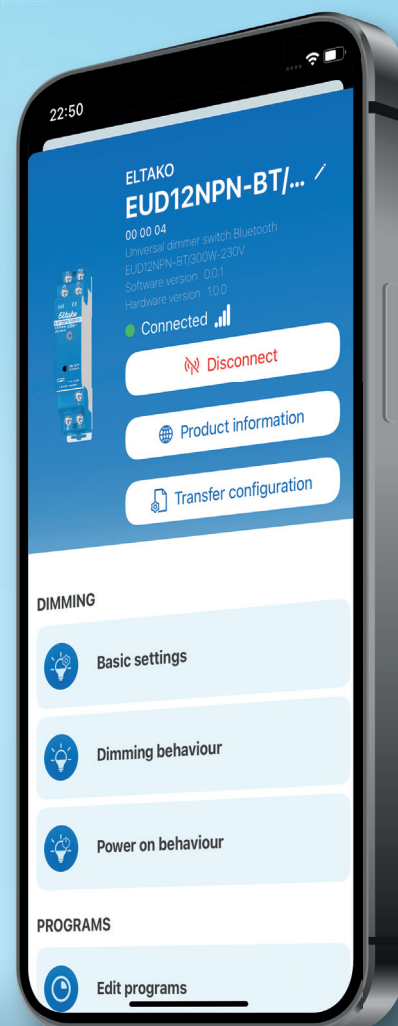 22:50
ELTAKO
EUD12NPN-BT/...
00 00 04
Universal dimmer switch Bluetooth
EUD12NPN-BT/300W-230V
Software version 0.0.1
Hardware version 1.0.0
Connected
Disconnect
Product information
Transfer configuration
DIMMING
Basic settings
Dimming behaviour
Power on behaviour
PROGRAMS
Edit programs